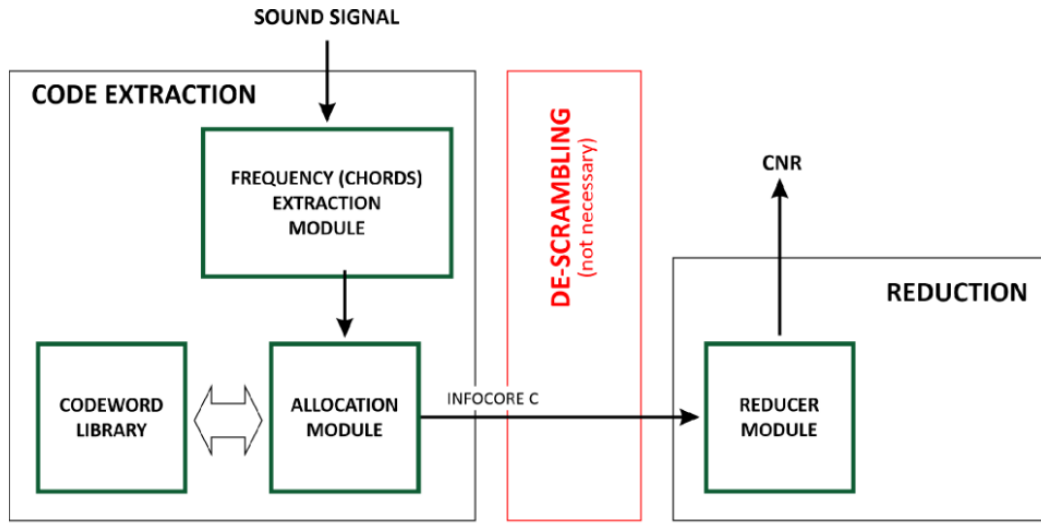 SOUND SIGNAL
CODE EXTRACTION
FREQUENCY (CHORDS)
EXTRACTION
MODULE
CODEWORD
LIBRARY
ALLOCATION
MODULE
INFOCORE C
DE-SCRAMBLING
(not necessary)
CNR
REDUCTION
REDUCER
MODULE